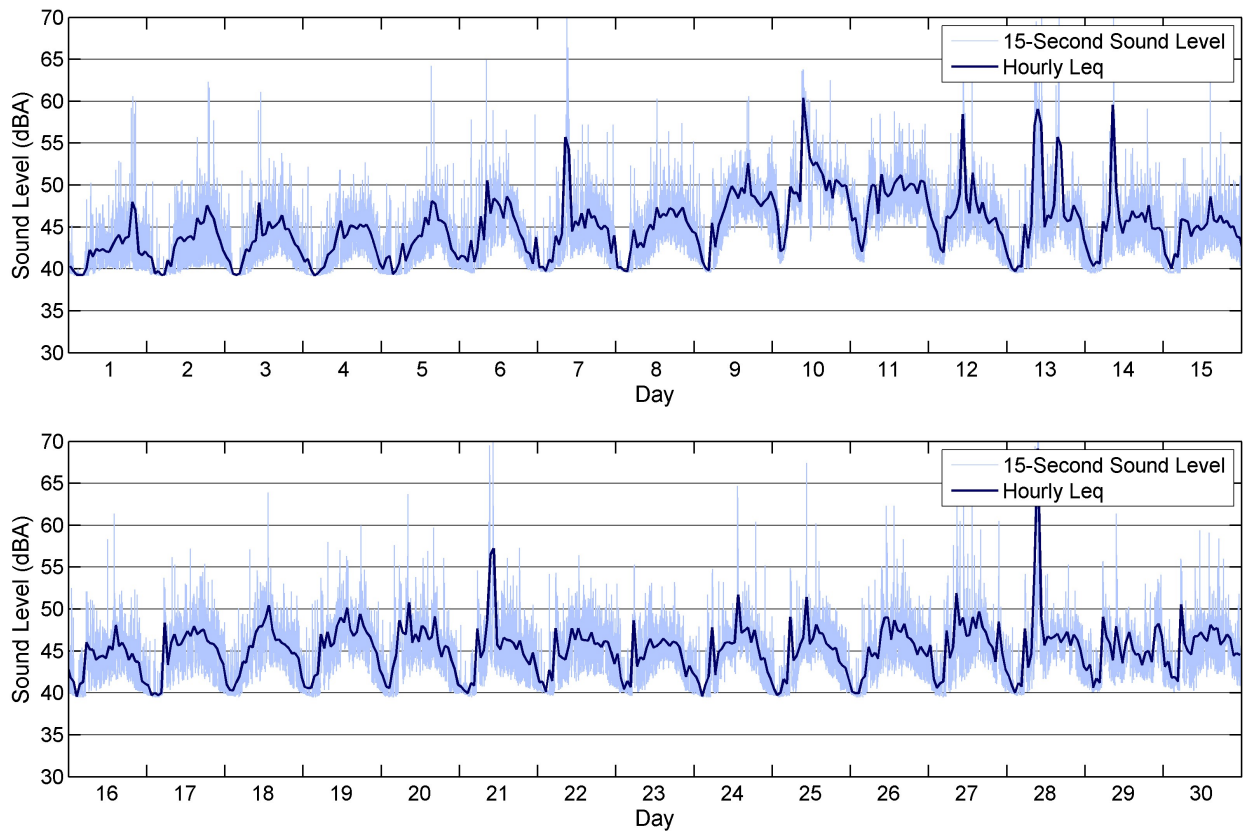 70
65
60
55
50
45
40
35
30
Sound Level (dBA)
15-Second Sound Level
Hourly Leq
1 2 3 4 5 6 7 8 9 10 11 12 13 14 15
Day
70
65
60
55
50
45
40
35
30
Sound Level (dBA)
15-Second Sound Level
Hourly Leq
16 17 18 19 20 21 22 23 24 25 26 27 28 29 30
Day